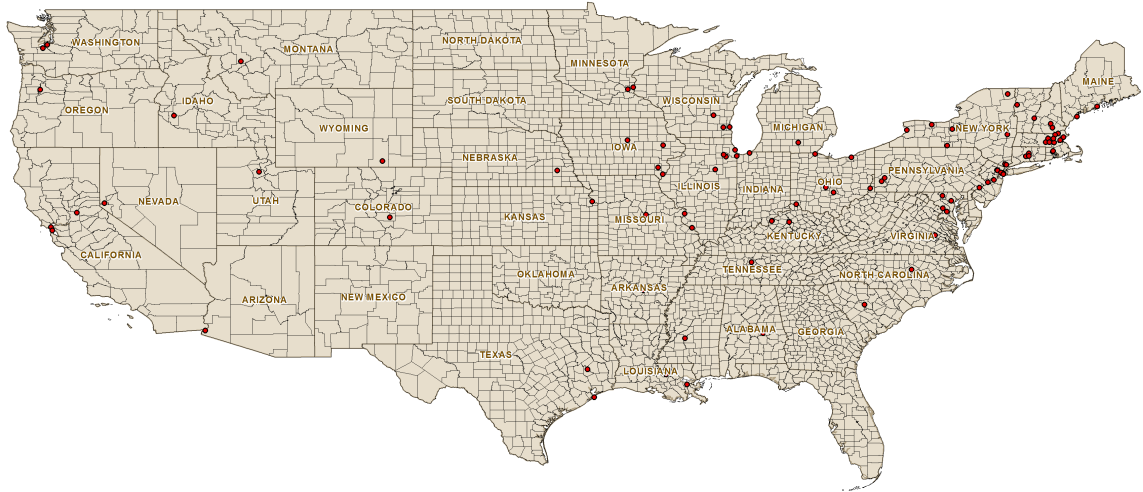 WASHINGTON
MONTANA
NORTH DAKOTA
MINNESOTA
MAINE
OREGON
IDAHO
SOUTH DAKOTA
WISCONSIN
MICHIGAN
NEW YORK
WYOMING
NEBRASKA
IOWA
PENNSYLVANIA
NEVADA
UTAH
COLORADO
KANSAS
MISSOURI
ILLINOIS
INDIANA
OHIO
KENTUCKY
VIRGINIA
CALIFORNIA
ARIZONA
NEW MEXICO
OKLAHOMA
ARKANSAS
TENNESSEE
NORTH CAROLINA
TEXAS
LOUISIANA
ALABAMA
GEORGIA